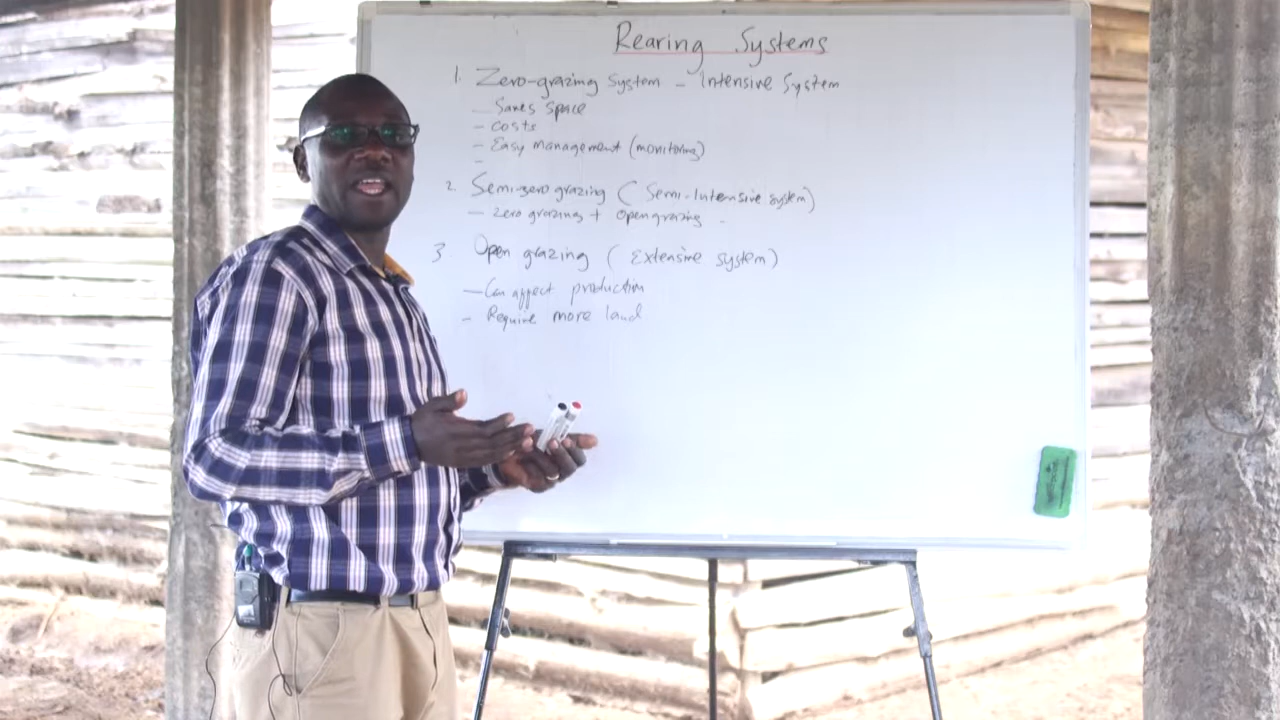 Rearing Systems
1. Zero-grazing System - Intensive System
- Saves space
- costs
- Easy management (monitoring)
-
2. Semi-zero grazing (Semi-Intensive system)
- Zero grazing + Open grazing -
3. Open grazing (Extensive system)
- Can affect production
- Require more land